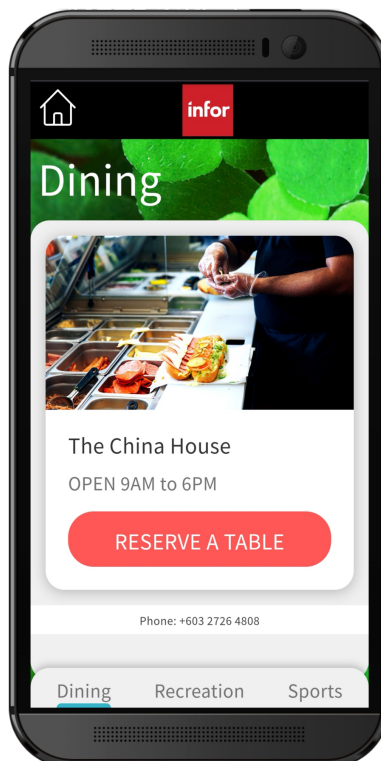 infor
Dining
The China House
OPEN 9AM to 6PM
RESERVE A TABLE
Phone: +603 2726 4808
Dining Recreation Sports